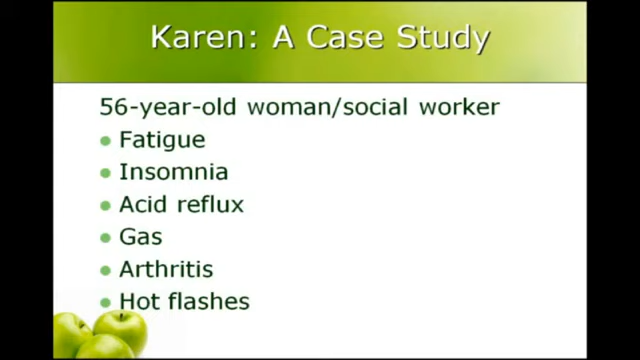 Karen: A Case Study
56-year-old woman/social worker
Fatigue
Insomnia
Acid reflux
Gas
Arthritis
Hot flashes